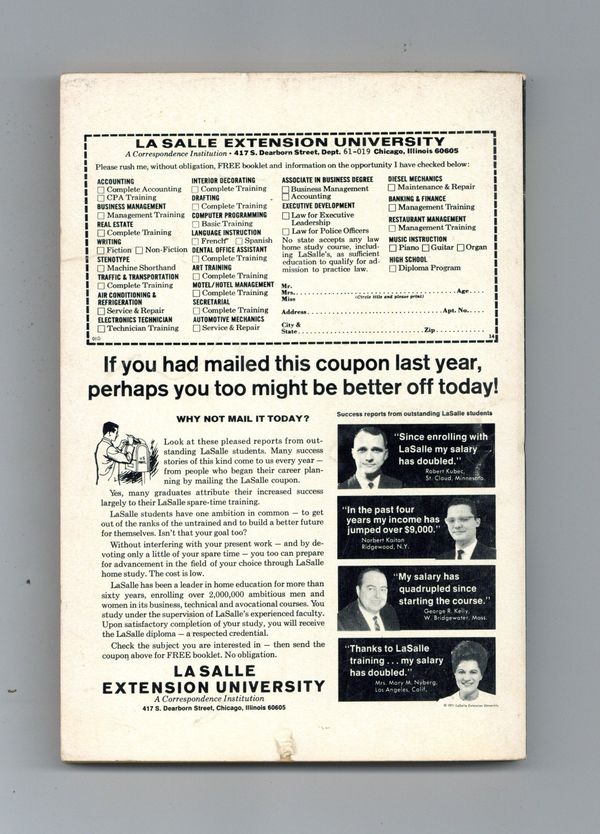 LA SALLE EXTENSION UNIVERSITY
A Correspondence Institution • 417 S. Dearborn Street, Dept. 61-019 Chicago, Illinois 60605
Please rush me, without obligation, FREE booklet and information on the opportunity I have checked below:
ACCOUNTING
Complete Accounting
CPA Training
BUSINESS MANAGEMENT
Management Training
REAL ESTATE
Complete Training
WRITING
Fiction Non-Fiction
STENOTYPE
Machine Shorthand
TRAFFIC & TRANSPORTATION
Complete Training
AIR CONDITIONING &
REFRIGERATION
Service & Repair
ELECTRONICS TECHNICIAN
Technician Training
INTERIOR DECORATING
Complete Training
DRAFTING
Complete Training
COMPUTER PROGRAMMING
Basic Training
LANGUAGE INSTRUCTION
French Spanish
DENTAL OFFICE ASSISTANT
Complete Training
ART TRAINING
Complete Training
MOTEL/HOTEL MANAGEMENT
Complete Training
SECRETARIAL
Complete Training
AUTOMOTIVE MECHANICS
Service & Repair
ASSOCIATE IN BUSINESS DEGREE
Business Management
Accounting
EXECUTIVE DEVELOPMENT
Law for Executive
Leadership
Law for Police Officers
No state accepts any law
home study course, includ-
ing LaSalle's, as sufficient
education to qualify for ad-
mission to practice law.
DIESEL MECHANICS
Maintenance & Repair
BANKING & FINANCE
Management Training
RESTAURANT MANAGEMENT
Management Training
MUSIC INSTRUCTION
Piano Guitar Organ
HIGH SCHOOL
Diploma Program
Mr.
Mrs. Age
Miss (Circle title and please print)
Address Apt. No.
City &
State Zip
14
If you had mailed this coupon last year,
perhaps you too might be better off today!
WHY NOT MAIL IT TODAY?
Look at these pleased reports from out-
standing LaSalle students. Many success
stories of this kind come to us every year —
from people who began their career plan-
ning by mailing the LaSalle coupon.
Yes, many graduates attribute their increased success
largely to their LaSalle spare-time training.
LaSalle students have one ambition in common — to get
out of the ranks of the untrained and to build a better future
for themselves. Isn't that your goal too?
Without interfering with your present work — and by de-
voting only a little of your spare time — you too can prepare
for advancement in the field of your choice through LaSalle
home study. The cost is low.
LaSalle has been a leader in home education for more than
sixty years, enrolling over 2,000,000 ambitious men and
women in its business, technical and avocational courses. You
study under the supervision of LaSalle's experienced faculty.
Upon satisfactory completion of your study, you will receive
the LaSalle diploma — a respected credential.
Check the subject you are interested in — then send the
coupon above for FREE booklet. No obligation.
LA SALLE
EXTENSION UNIVERSITY
A Correspondence Institution
417 S. Dearborn Street, Chicago, Illinois 60605
Success reports from outstanding LaSalle students
"Since enrolling with
LaSalle my salary
has doubled."
Robert Kubec,
St. Cloud, Minnesota
"In the past four
years my income has
jumped over $9,000."
Norbert Kaitan
Ridgewood, N.Y.
"My salary has
quadrupled since
starting the course."
George R. Kelly,
W. Bridgewater, Mass.
"Thanks to LaSalle
training . . . my salary
has doubled."
Mrs. Mary M. Nyberg,
Los Angeles, Calif.
© 1971 LaSalle Extension University